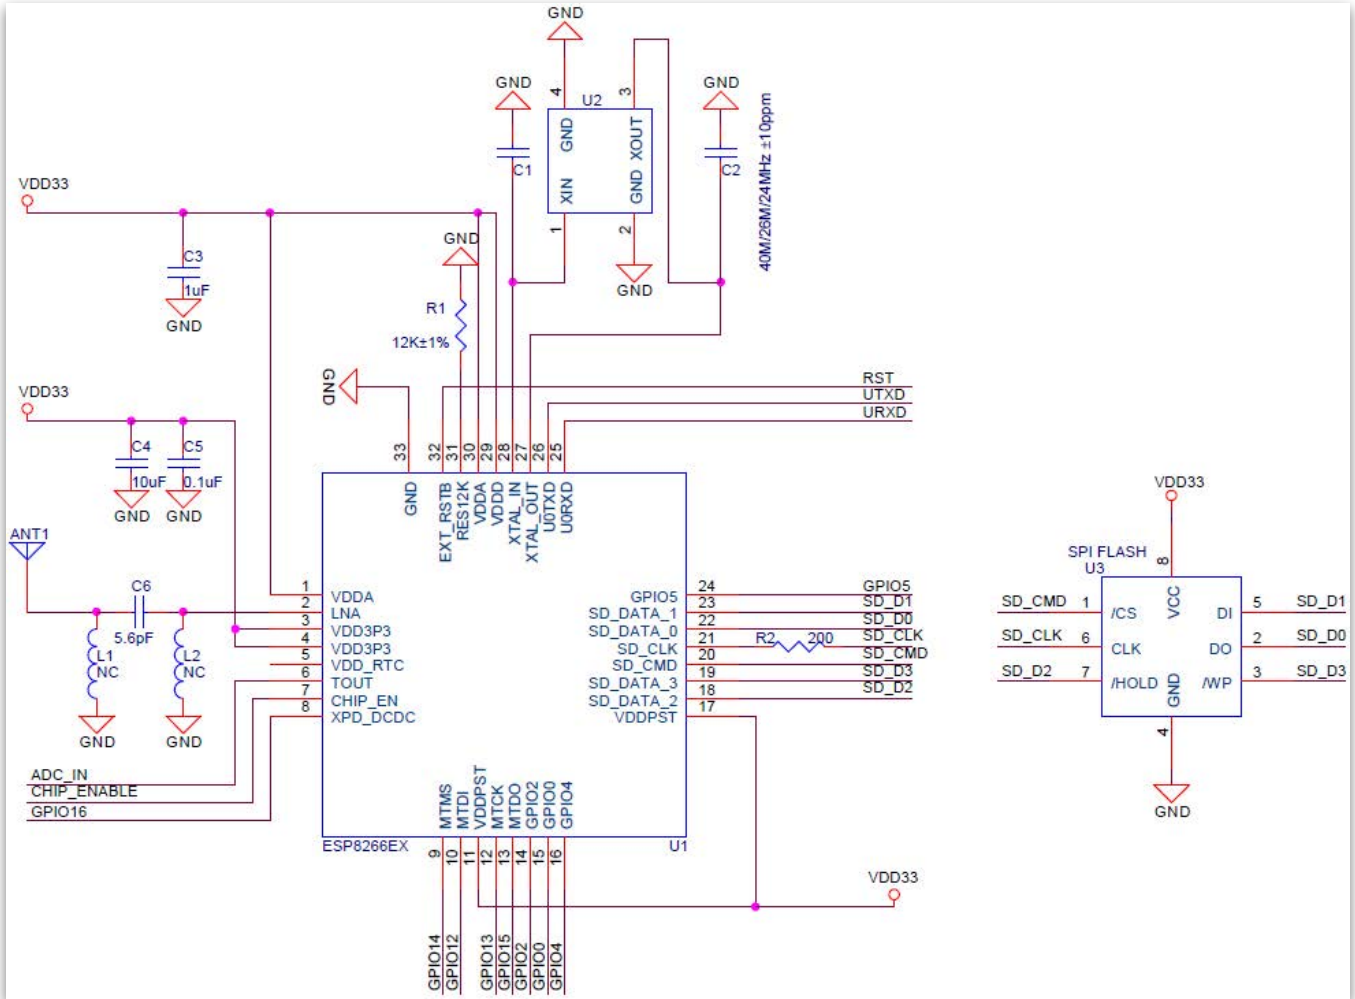 GND
GND
GND
4
U2
3
GND
XOUT
XIN
GND
C1
C2
40M/26M/24MHz ±10ppm
1
2
GND
VDD33
C3
1uF
GND
GND
R1
12K±1%
GND
RST
UTXD
URXD
VDD33
C4
C5
10uF
0.1uF
GND
GND
33
32
31
30
29
28
27
26
25
GND
EXT_RSTB
RES12K
VDDA
VDDD
XTAL_IN
XTAL_OUT
U0TXD
U0RXD
ANT1
C6
5.6pF
L1
NC
L2
NC
GND
GND
1
VDDA
2
LNA
3
VDD3P3
4
VDD3P3
5
VDD_RTC
6
TOUT
7
CHIP_EN
8
XPD_DCDC
ADC_IN
CHIP_ENABLE
GPIO16
GPIO5
24
GPIO5
SD_DATA_1
23
SD_D1
SD_DATA_0
22
SD_D0
SD_CLK
21
R2
200
SD_CLK
SD_CMD
20
SD_CMD
SD_DATA_3
19
SD_D3
SD_DATA_2
18
SD_D2
VDDPST
17
MTMS
MTDI
VDDPST
MTCK
MTDO
GPIO2
GPIO0
GPIO4
ESP8266EX
U1
9
10
11
12
13
14
15
16
GPIO14
GPIO12
GPIO13
GPIO15
GPIO2
GPIO0
GPIO4
VDD33
VDD33
SPI FLASH
U3
8
VCC
SD_CMD
1
/CS
DI
5
SD_D1
SD_CLK
6
CLK
DO
2
SD_D0
SD_D2
7
/HOLD
GND
/WP
3
SD_D3
4
GND